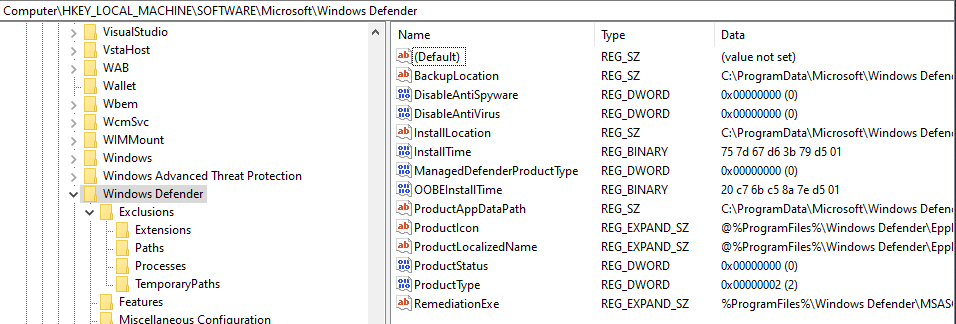 Computer\HKEY_LOCAL_MACHINE\SOFTWARE\Microsoft\Windows Defender
VisualStudio
VstaHost
WAB
Wallet
Wbem
WcmSvc
WIMMount
Windows
Windows Advanced Threat Protection
Windows Defender
Exclusions
Extensions
Paths
Processes
TemporaryPaths
Features
Miscellaneous Configuration
Name Type Data
(Default) REG_SZ (value not set)
BackupLocation REG_SZ C:\ProgramData\Microsoft\Windows Defend
DisableAntiSpyware REG_DWORD 0x00000000 (0)
DisableAntiVirus REG_DWORD 0x00000000 (0)
InstallLocation REG_SZ C:\ProgramData\Microsoft\Windows Defend
InstallTime REG_BINARY 75 7d 67 d6 3b 79 d5 01
ManagedDefenderProductType REG_DWORD 0x00000000 (0)
OOBEInstallTime REG_BINARY 20 c7 6b c5 8a 7e d5 01
ProductAppDataPath REG_SZ C:\ProgramData\Microsoft\Windows Defend
ProductIcon REG_EXPAND_SZ @%ProgramFiles%\Windows Defender\Eppl
ProductLocalizedName REG_EXPAND_SZ @%ProgramFiles%\Windows Defender\Eppl
ProductStatus REG_DWORD 0x00000000 (0)
ProductType REG_DWORD 0x00000002 (2)
RemediationExe REG_EXPAND_SZ %ProgramFiles%\Windows Defender\MSASC